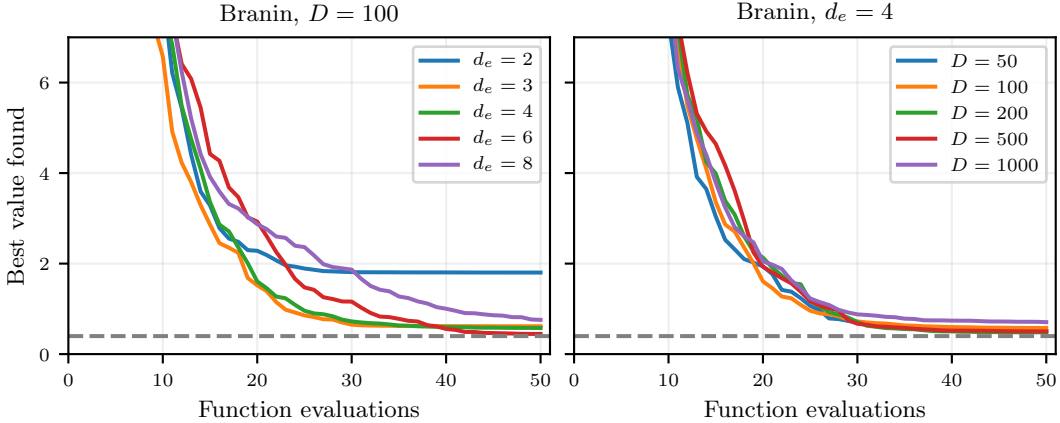 Branin, D = 100
Best value found
6
4
2
0
0
10
20
30
40
50
Function evaluations
d_e = 2
d_e = 3
d_e = 4
d_e = 6
d_e = 8
Branin, d_e = 4
0
10
20
30
40
50
Function evaluations
D = 50
D = 100
D = 200
D = 500
D = 1000